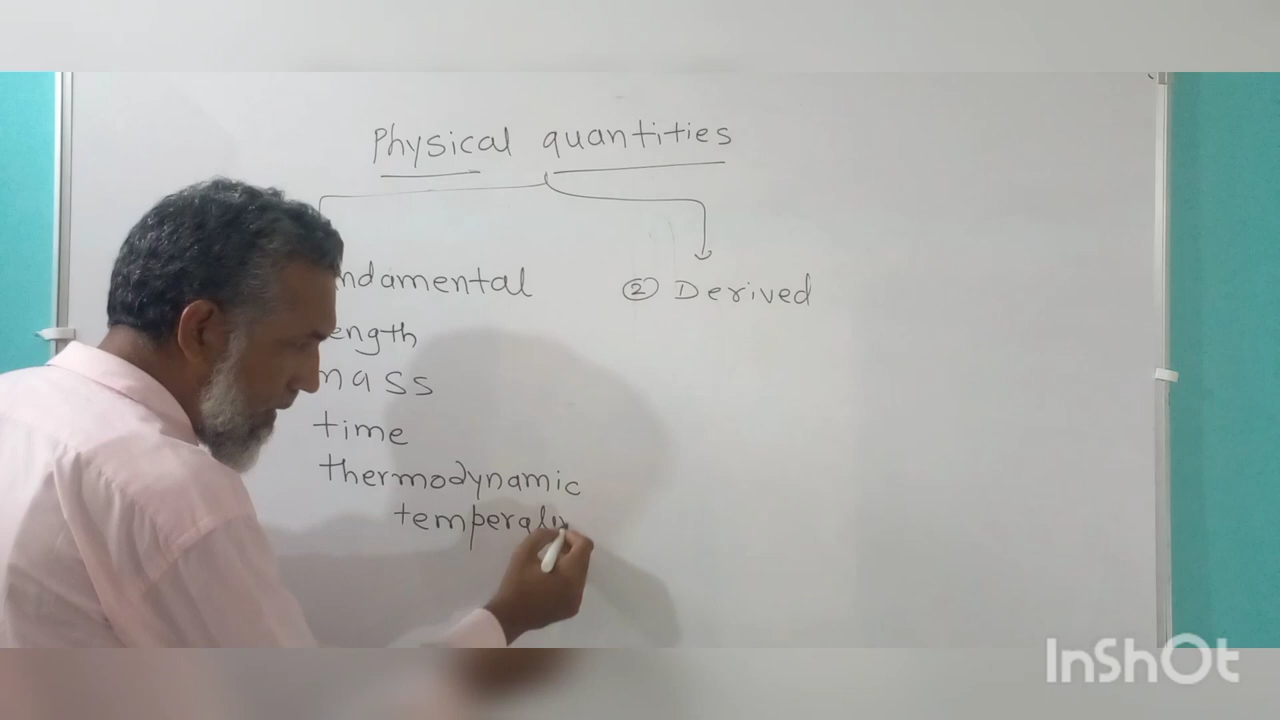 Physical quantities
ndamental ② Derived
ength
mass
time
thermodynamic
InShOt